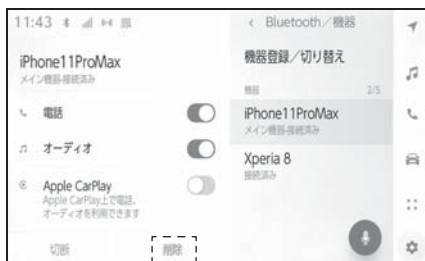 11:43
iPhone11ProMax
メイン機器-接続済み
電話
オーディオ
Apple CarPlay
Apple CarPlay上で電話、
オーディオを利用できます
切断
削除
< Bluetooth／機器
機器登録／切り替え
機器 2/5
iPhone11ProMax
メイン機器-接続済み
Xperia 8
接続済み